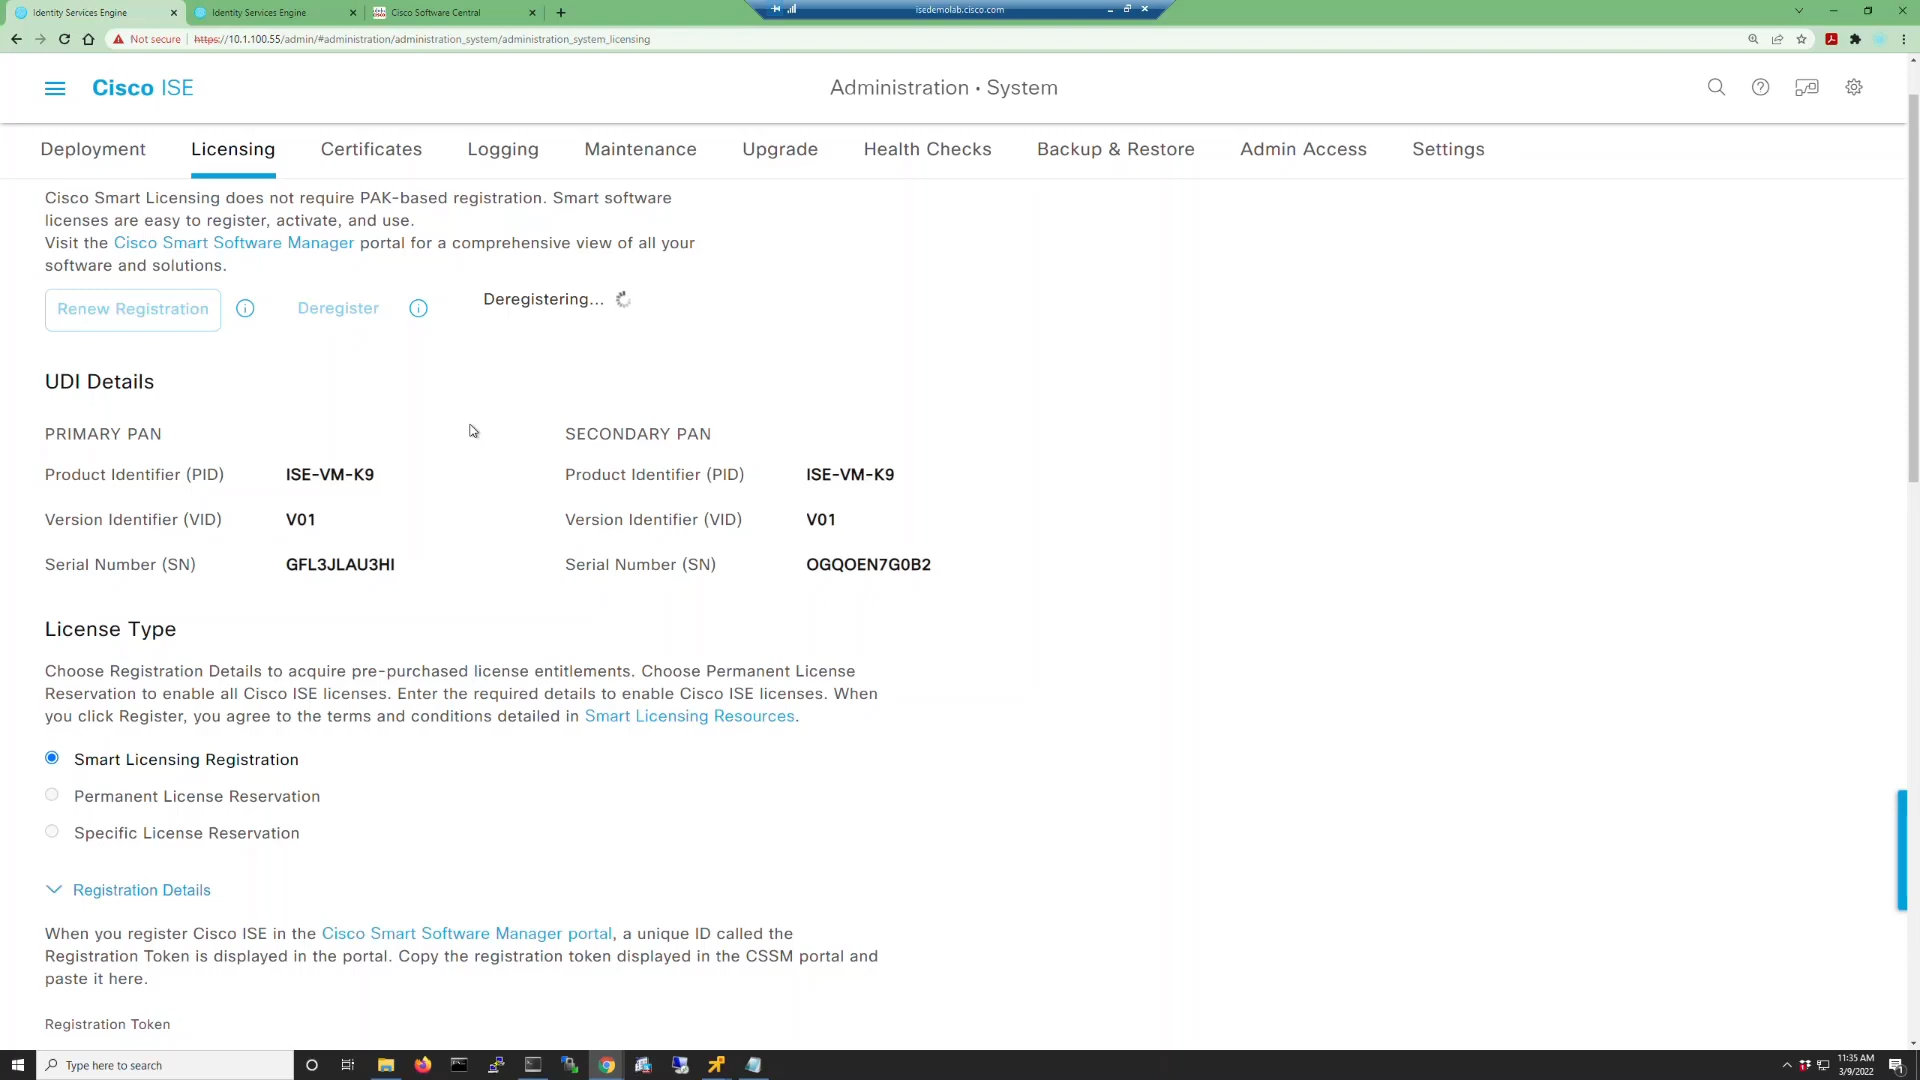 Identity Services Engine
Identity Services Engine
Cisco Software Central
isedemolab.cisco.com
Not secure
https://10.1.100.55/admin/#administration/administration_system/administration_system_licensing
Cisco ISE
Administration • System
Deployment
Licensing
Certificates
Logging
Maintenance
Upgrade
Health Checks
Backup & Restore
Admin Access
Settings
Cisco Smart Licensing does not require PAK-based registration. Smart software
licenses are easy to register, activate, and use.
Visit the Cisco Smart Software Manager portal for a comprehensive view of all your
software and solutions.
Renew Registration
Deregister
Deregistering...
UDI Details
PRIMARY PAN
SECONDARY PAN
Product Identifier (PID) ISE-VM-K9
Product Identifier (PID) ISE-VM-K9
Version Identifier (VID) V01
Version Identifier (VID) V01
Serial Number (SN) GFL3JLAU3HI
Serial Number (SN) OGQOEN7G0B2
License Type
Choose Registration Details to acquire pre-purchased license entitlements. Choose Permanent License
Reservation to enable all Cisco ISE licenses. Enter the required details to enable Cisco ISE licenses. When
you click Register, you agree to the terms and conditions detailed in Smart Licensing Resources.
Smart Licensing Registration
Permanent License Reservation
Specific License Reservation
Registration Details
When you register Cisco ISE in the Cisco Smart Software Manager portal, a unique ID called the
Registration Token is displayed in the portal. Copy the registration token displayed in the CSSM portal and
paste it here.
Registration Token
Type here to search
11:35 AM
3/9/2022